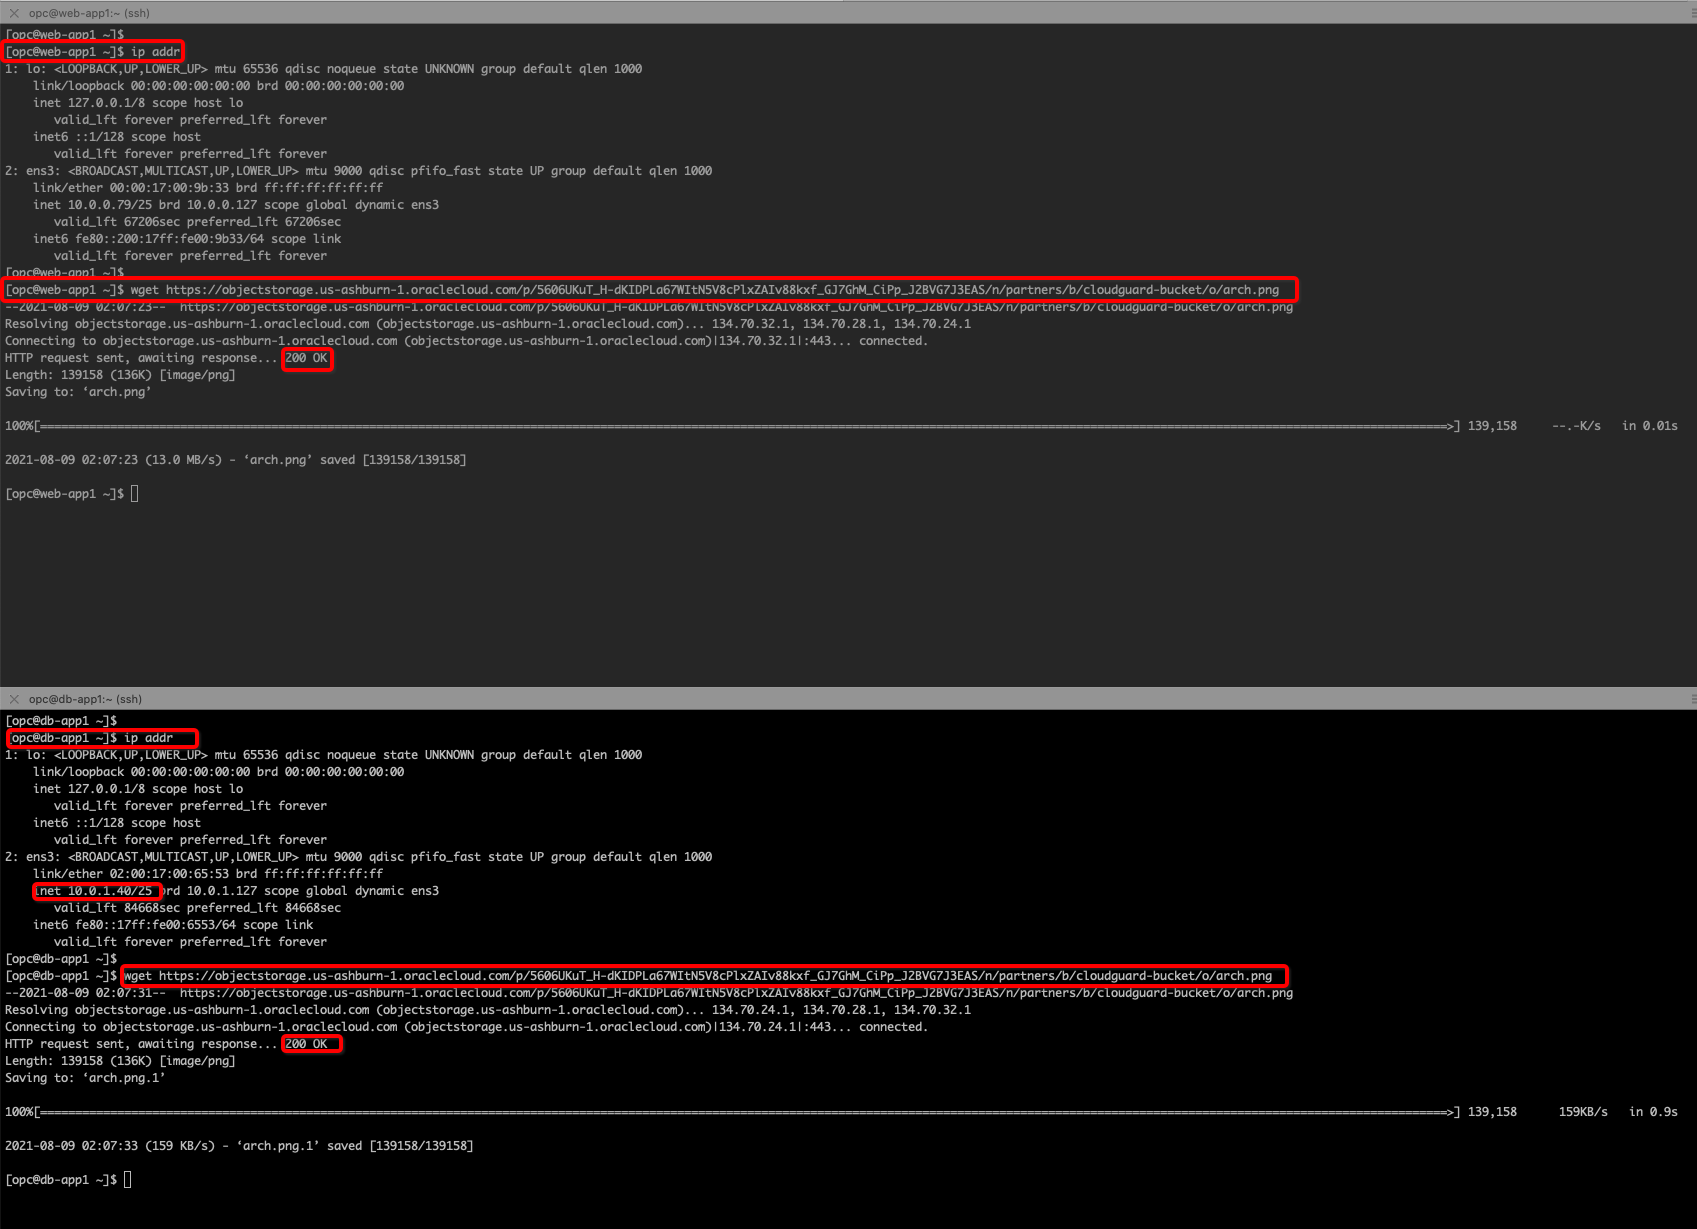 opc@web-app1:~ (ssh)
[opc@web-app1 ~]$
[opc@web-app1 ~]$ ip addr
1: lo: <LOOPBACK,UP,LOWER_UP> mtu 65536 qdisc noqueue state UNKNOWN group default qlen 1000
    link/loopback 00:00:00:00:00:00 brd 00:00:00:00:00:00
    inet 127.0.0.1/8 scope host lo
       valid_lft forever preferred_lft forever
    inet6 ::1/128 scope host
       valid_lft forever preferred_lft forever
2: ens3: <BROADCAST,MULTICAST,UP,LOWER_UP> mtu 9000 qdisc pfifo_fast state UP group default qlen 1000
    link/ether 00:00:17:00:9b:33 brd ff:ff:ff:ff:ff:ff
    inet 10.0.0.79/25 brd 10.0.0.127 scope global dynamic ens3
       valid_lft 67206sec preferred_lft 67206sec
    inet6 fe80::200:17ff:fe00:9b33/64 scope link
       valid_lft forever preferred_lft forever
[opc@web-app1 ~]$
[opc@web-app1 ~]$ wget https://objectstorage.us-ashburn-1.oraclecloud.com/p/5606UKuT_H-dKIDPLa67WItN5V8cPlxZAIv88kxf_GJ7GhM_CiPp_J2BVG7J3EAS/n/partners/b/cloudguard-bucket/o/arch.png
--2021-08-09 02:07:23--  https://objectstorage.us-ashburn-1.oraclecloud.com/p/5606UKuT_H-dKIDPLa67WItN5V8cPlxZAIv88kxf_GJ7GhM_CiPp_J2BVG7J3EAS/n/partners/b/cloudguard-bucket/o/arch.png
Resolving objectstorage.us-ashburn-1.oraclecloud.com (objectstorage.us-ashburn-1.oraclecloud.com)... 134.70.32.1, 134.70.28.1, 134.70.24.1
Connecting to objectstorage.us-ashburn-1.oraclecloud.com (objectstorage.us-ashburn-1.oraclecloud.com)|134.70.32.1|:443... connected.
HTTP request sent, awaiting response... 200 OK
Length: 139158 (136K) [image/png]
Saving to: ‘arch.png’
100%[=====================================================>] 139,158     --.-K/s   in 0.01s
2021-08-09 02:07:23 (13.0 MB/s) - ‘arch.png’ saved [139158/139158]
[opc@web-app1 ~]$
opc@db-app1:~ (ssh)
[opc@db-app1 ~]$
[opc@db-app1 ~]$ ip addr
1: lo: <LOOPBACK,UP,LOWER_UP> mtu 65536 qdisc noqueue state UNKNOWN group default qlen 1000
    link/loopback 00:00:00:00:00:00 brd 00:00:00:00:00:00
    inet 127.0.0.1/8 scope host lo
       valid_lft forever preferred_lft forever
    inet6 ::1/128 scope host
       valid_lft forever preferred_lft forever
2: ens3: <BROADCAST,MULTICAST,UP,LOWER_UP> mtu 9000 qdisc pfifo_fast state UP group default qlen 1000
    link/ether 02:00:17:00:65:53 brd ff:ff:ff:ff:ff:ff
    inet 10.0.1.40/25 brd 10.0.1.127 scope global dynamic ens3
       valid_lft 84668sec preferred_lft 84668sec
    inet6 fe80::17ff:fe00:6553/64 scope link
       valid_lft forever preferred_lft forever
[opc@db-app1 ~]$
[opc@db-app1 ~]$ wget https://objectstorage.us-ashburn-1.oraclecloud.com/p/5606UKuT_H-dKIDPLa67WItN5V8cPlxZAIv88kxf_GJ7GhM_CiPp_J2BVG7J3EAS/n/partners/b/cloudguard-bucket/o/arch.png
--2021-08-09 02:07:31--  https://objectstorage.us-ashburn-1.oraclecloud.com/p/5606UKuT_H-dKIDPLa67WItN5V8cPlxZAIv88kxf_GJ7GhM_CiPp_J2BVG7J3EAS/n/partners/b/cloudguard-bucket/o/arch.png
Resolving objectstorage.us-ashburn-1.oraclecloud.com (objectstorage.us-ashburn-1.oraclecloud.com)... 134.70.24.1, 134.70.28.1, 134.70.32.1
Connecting to objectstorage.us-ashburn-1.oraclecloud.com (objectstorage.us-ashburn-1.oraclecloud.com)|134.70.24.1|:443... connected.
HTTP request sent, awaiting response... 200 OK
Length: 139158 (136K) [image/png]
Saving to: ‘arch.png.1’
100%[=====================================================>] 139,158      159KB/s   in 0.9s
2021-08-09 02:07:33 (159 KB/s) - ‘arch.png.1’ saved [139158/139158]
[opc@db-app1 ~]$